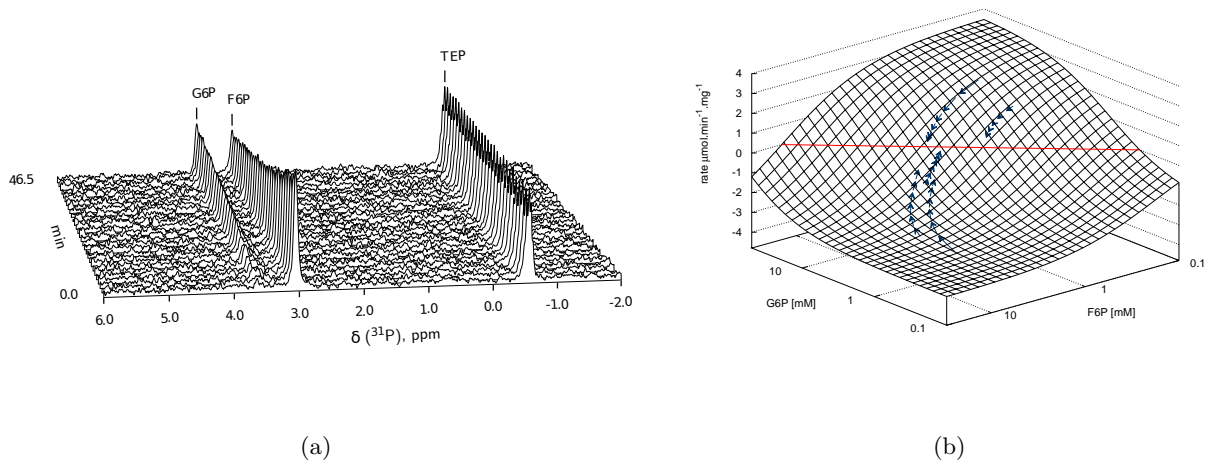 TEP
G6P
F6P
46.5
min
0.0
6.0
5.0
4.0
3.0
2.0
1.0
0.0
-1.0
-2.0
δ (³¹P), ppm
(a)
4
3
2
1
0
-1
-2
-3
-4
rate µmol.min⁻¹.mg⁻¹
10
1
0.1
G6P [mM]
10
1
0.1
F6P [mM]
(b)